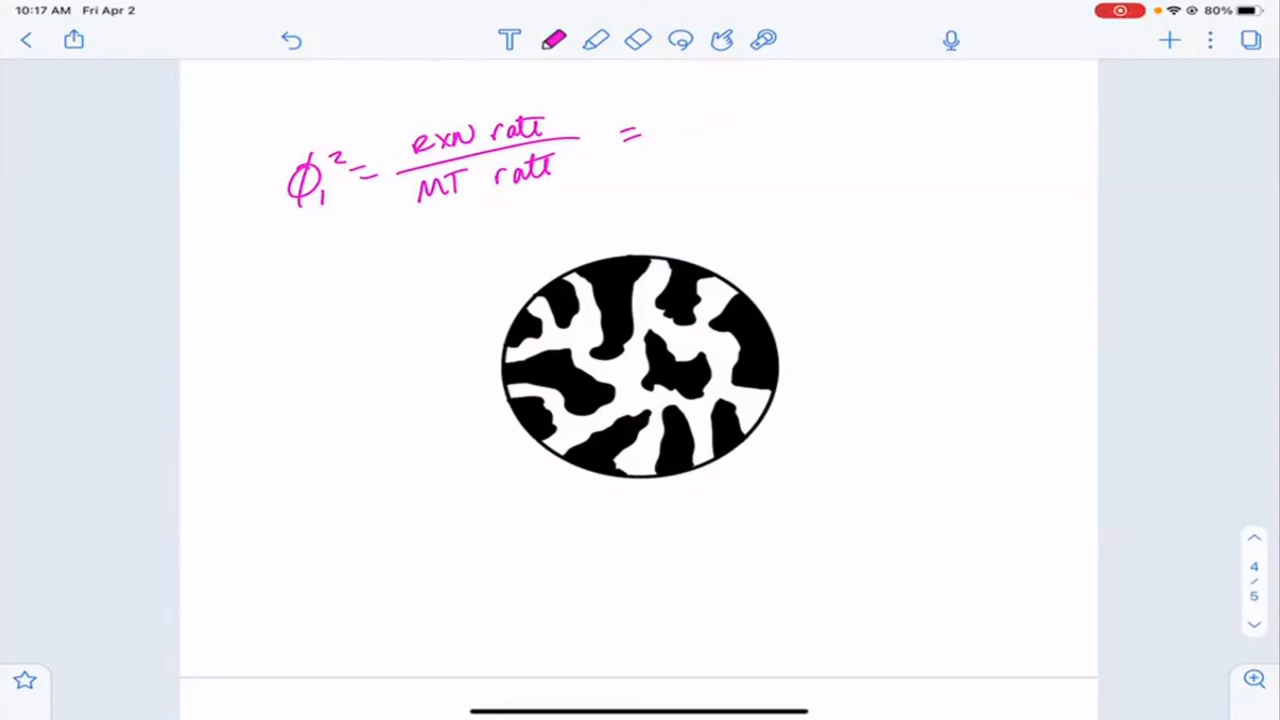 10:17 AM Fri Apr 2
80%
T
ϕ₁² = RXN rate / MT rate =
4
/
5